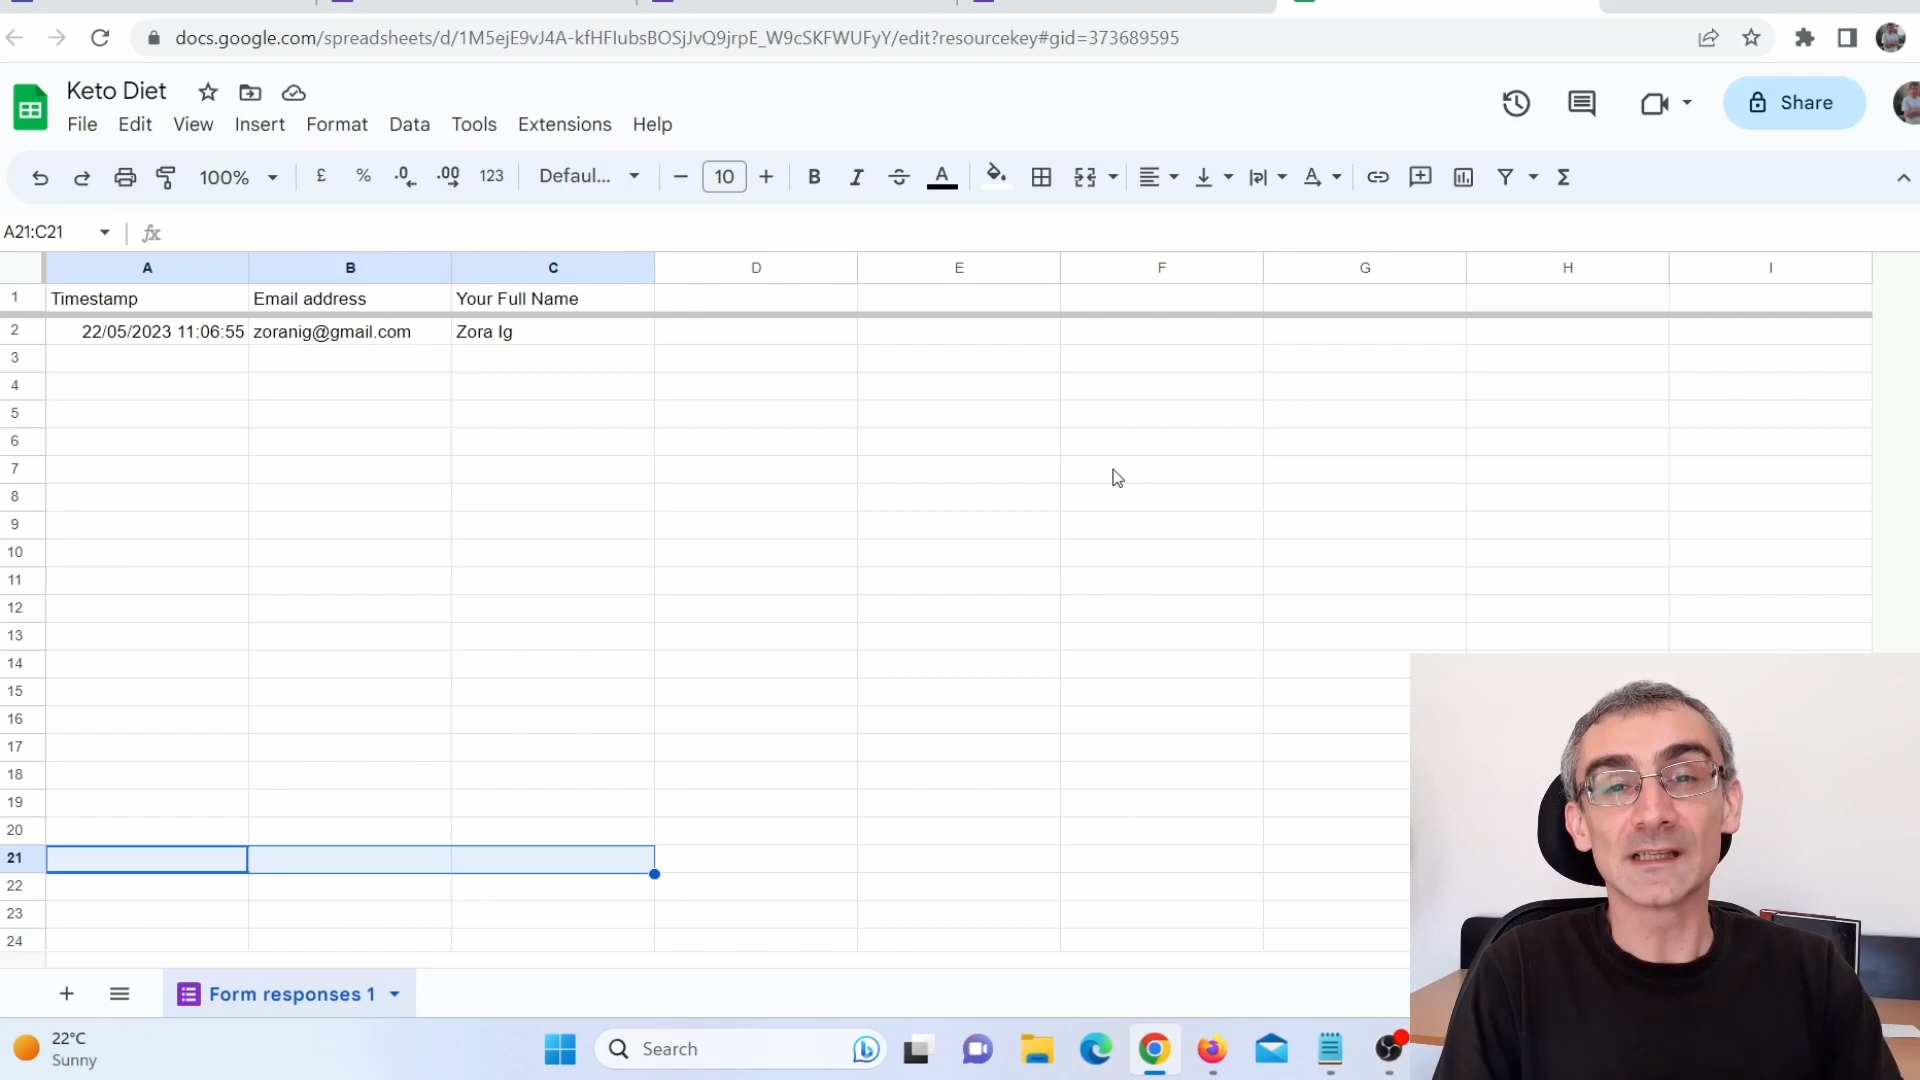 docs.google.com/spreadsheets/d/1M5ejE9vJ4A-kfHFIubsBOSjJvQ9jrpE_W9cSKFWUFyY/edit?resourcekey#gid=373689595
Keto Diet
File Edit View Insert Format Data Tools Extensions Help
Share
100% £ % .0 .00 123 Defaul... 10 B I S A
A21:C21 fx
A B C D E F G H I
1 Timestamp Email address Your Full Name
2 22/05/2023 11:06:55 zoranig@gmail.com Zora Ig
3
4
5
6
7
8
9
10
11
12
13
14
15
16
17
18
19
20
21
22
23
24
Form responses 1
22°C
Sunny
Search